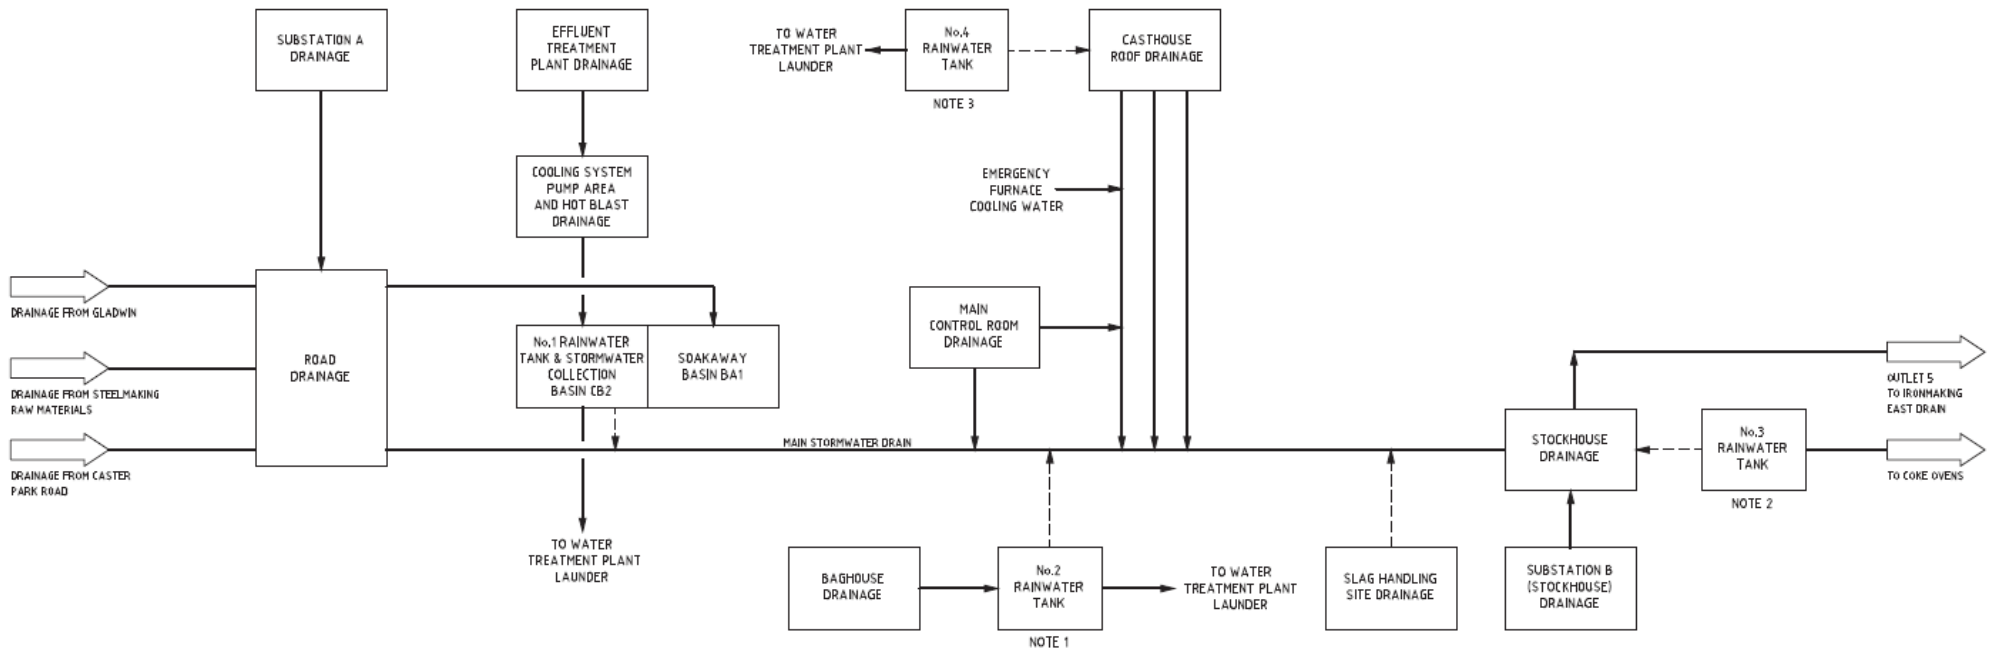 SUBSTATION A
DRAINAGE
EFFLUENT
TREATMENT
PLANT DRAINAGE
TO WATER
TREATMENT PLANT
LAUNDER
No.4
RAINWATER
TANK
NOTE 3
CASTHOUSE
ROOF DRAINAGE
COOLING SYSTEM
PUMP AREA
AND HOT BLAST
DRAINAGE
EMERGENCY
FURNACE
COOLING WATER
DRAINAGE FROM GLADWIN
DRAINAGE FROM STEELMAKING
RAW MATERIALS
DRAINAGE FROM CASTER
PARK ROAD
ROAD
DRAINAGE
No.1 RAINWATER
TANK & STORMWATER
COLLECTION
BASIN CB2
SOAKAWAY
BASIN BA1
MAIN
CONTROL ROOM
DRAINAGE
MAIN STORMWATER DRAIN
STOCKHOUSE
DRAINAGE
OUTLET 5
TO IRONMAKING
EAST DRAIN
No.3
RAINWATER
TANK
NOTE 2
TO COKE OVENS
TO WATER
TREATMENT PLANT
LAUNDER
BAGHOUSE
DRAINAGE
No.2
RAINWATER
TANK
NOTE 1
TO WATER
TREATMENT PLANT
LAUNDER
SLAG HANDLING
SITE DRAINAGE
SUBSTATION B
(STOCKHOUSE)
DRAINAGE